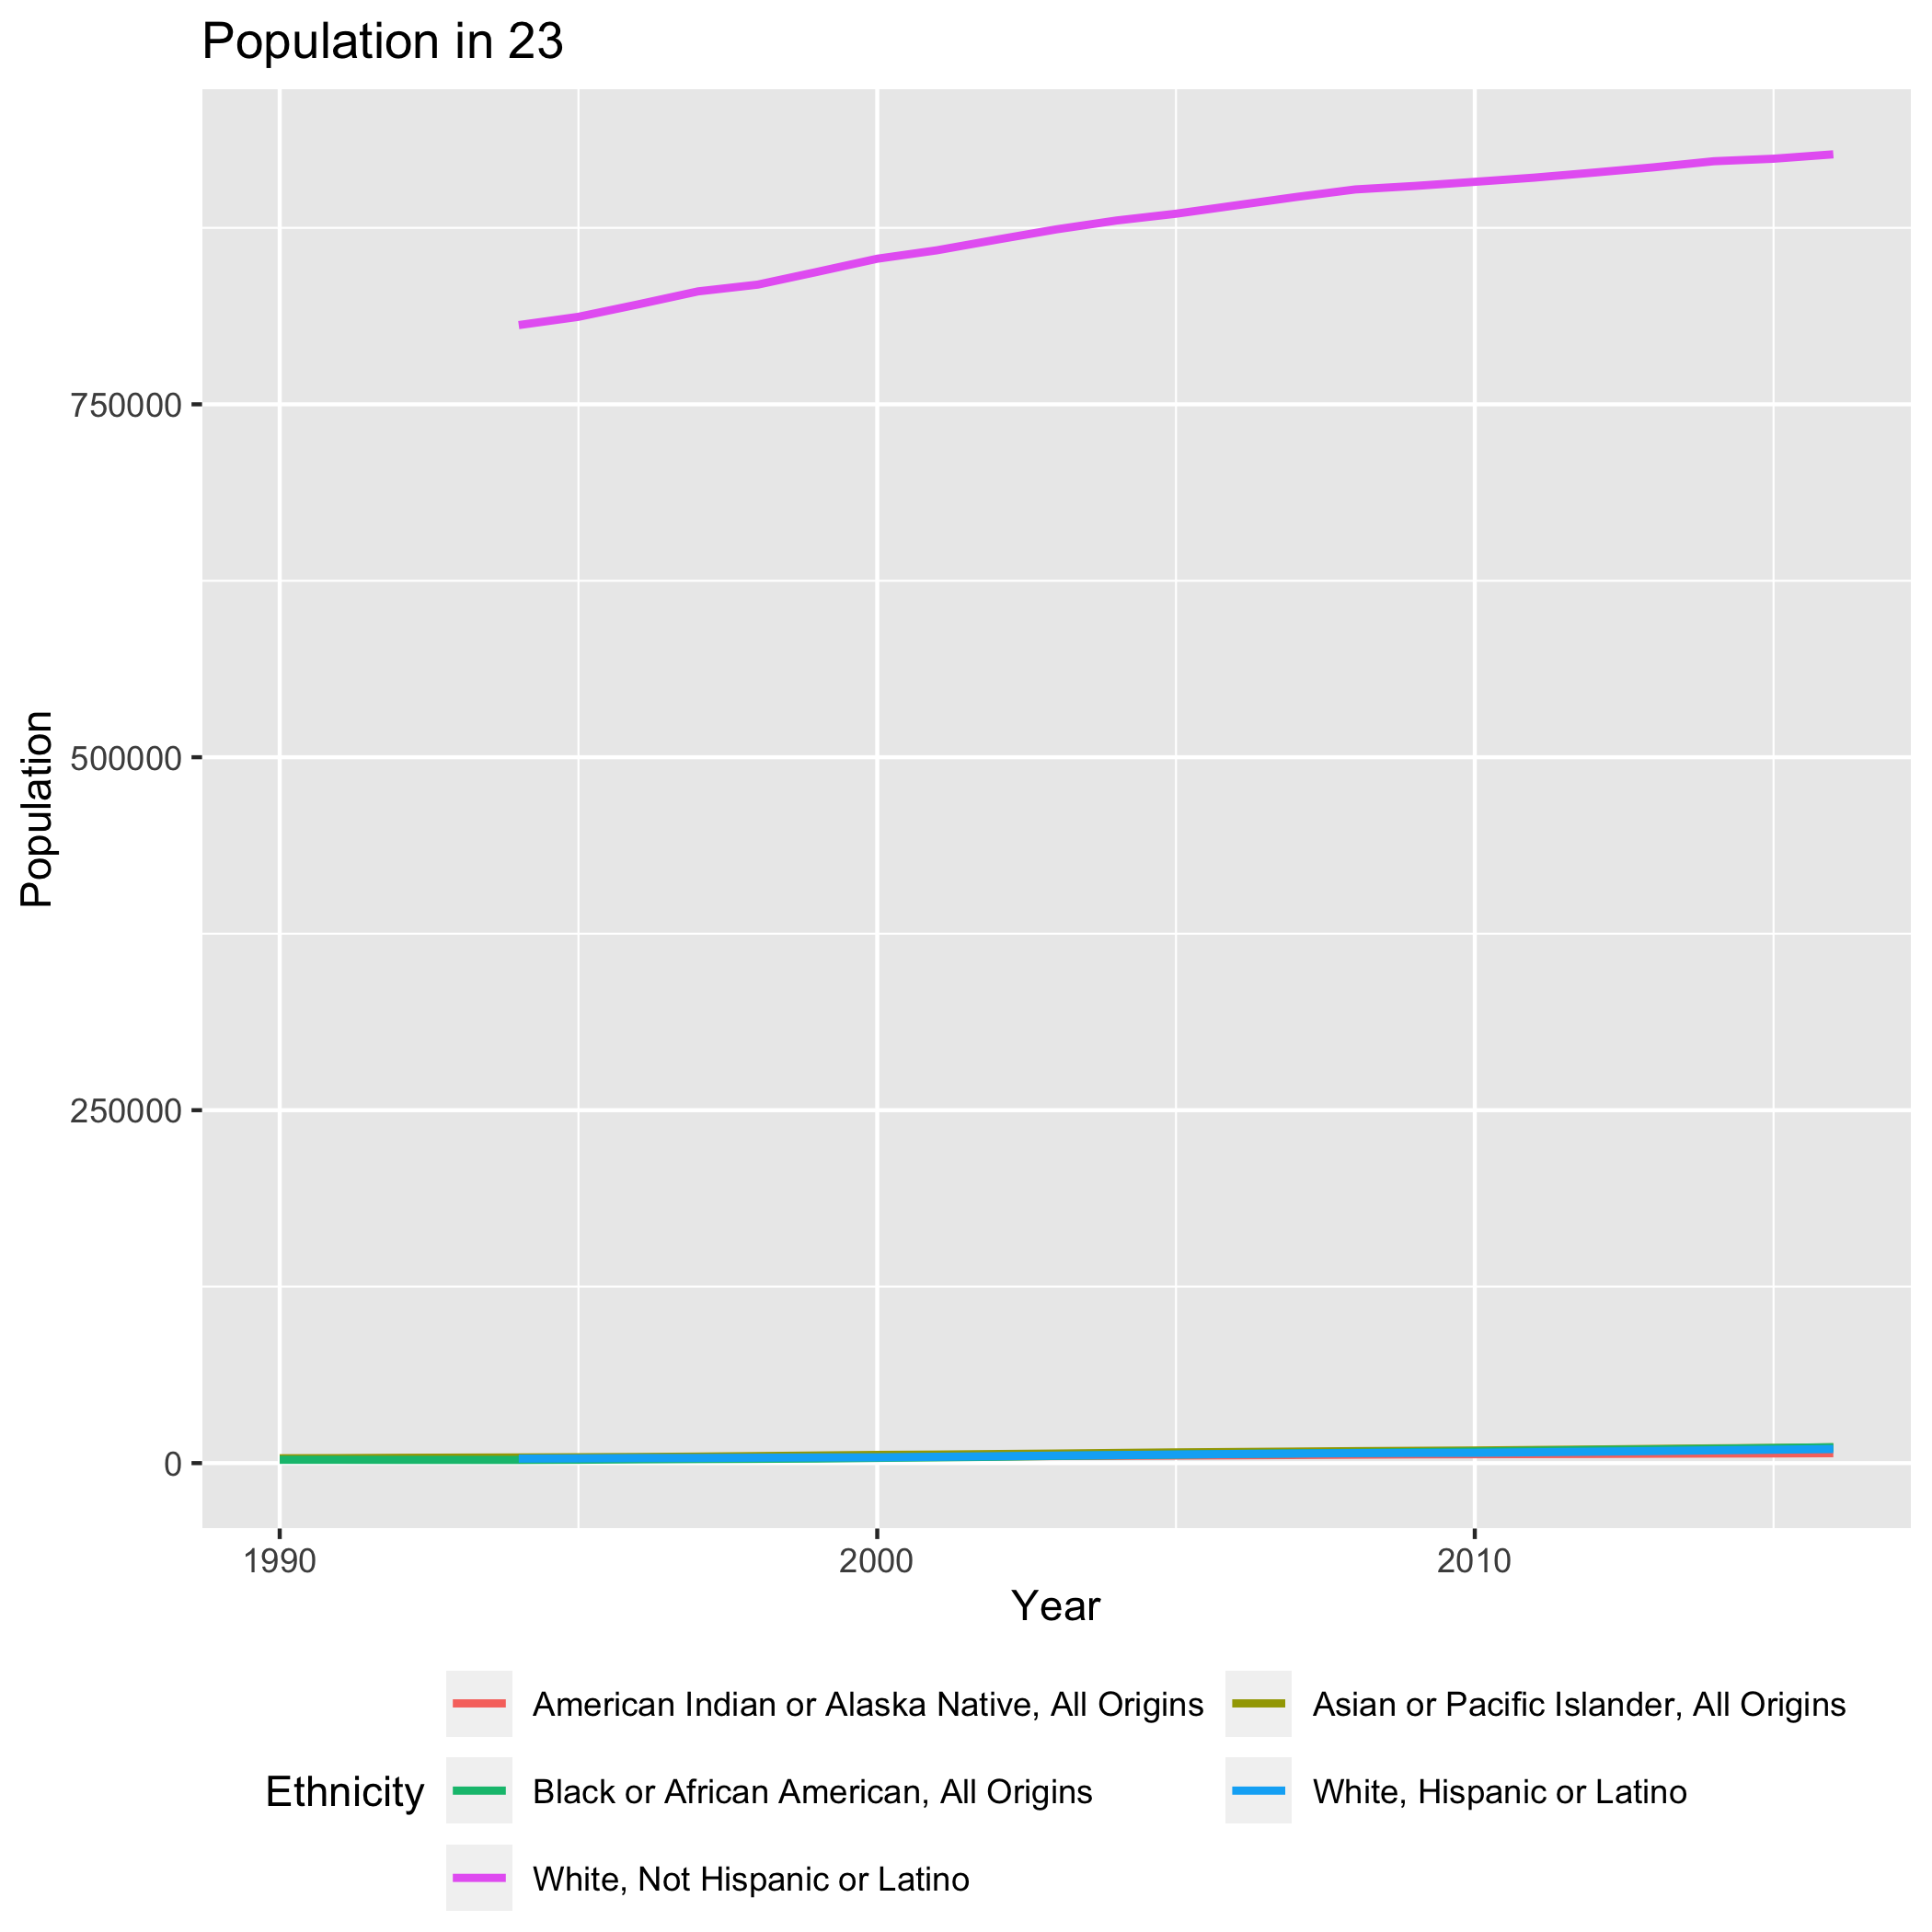 Population in 23
Population
750000
500000
250000
0
1990 2000 2010
Year
Ethnicity
American Indian or Alaska Native, All Origins
Asian or Pacific Islander, All Origins
Black or African American, All Origins
White, Hispanic or Latino
White, Not Hispanic or Latino